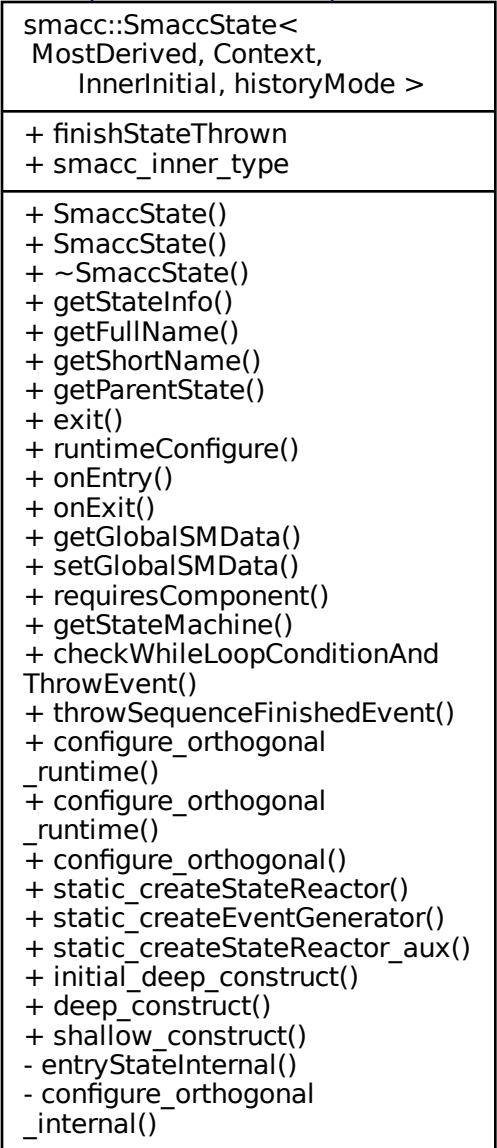 smacc::SmaccState<
MostDerived, Context,
InnerInitial, historyMode >
+ finishStateThrown
+ smacc_inner_type
+ SmaccState()
+ SmaccState()
+ ~SmaccState()
+ getStateInfo()
+ getFullName()
+ getShortName()
+ getParentState()
+ exit()
+ runtimeConfigure()
+ onEntry()
+ onExit()
+ getGlobalSMData()
+ setGlobalSMData()
+ requiresComponent()
+ getStateMachine()
+ checkWhileLoopConditionAnd
ThrowEvent()
+ throwSequenceFinishedEvent()
+ configure_orthogonal
_runtime()
+ configure_orthogonal
_runtime()
+ configure_orthogonal()
+ static_createStateReactor()
+ static_createEventGenerator()
+ static_createStateReactor_aux()
+ initial_deep_construct()
+ deep_construct()
+ shallow_construct()
- entryStateInternal()
- configure_orthogonal
_internal()